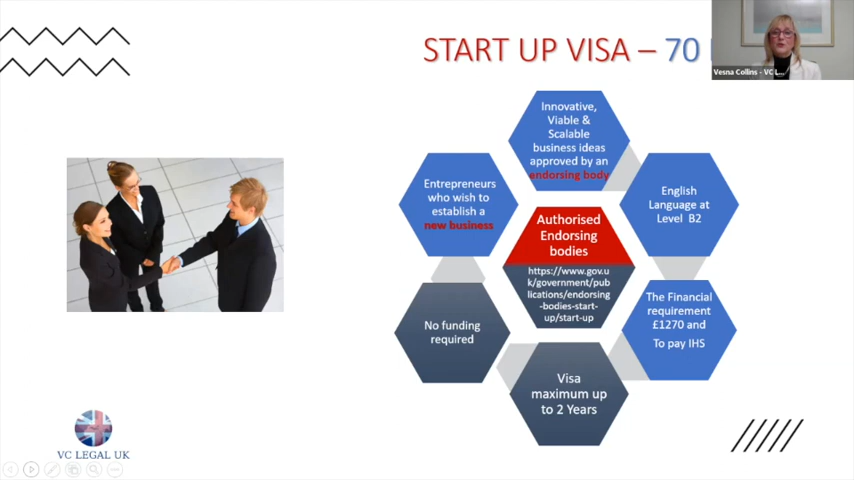 START UP VISA – 70
Vesna Collins - VC L...
Innovative,
Viable &
Scalable
business ideas
approved by an
endorsing body
Entrepreneurs
who wish to
establish a
new business
English
Language at
Level B2
Authorised
Endorsing
bodies
https://www.gov.u
k/government/pub
lications/endorsing
-bodies-start-
up/start-up
The Financial
requirement
£1270 and
To pay IHS
No funding
required
Visa
maximum up
to 2 Years
VC LEGAL UK